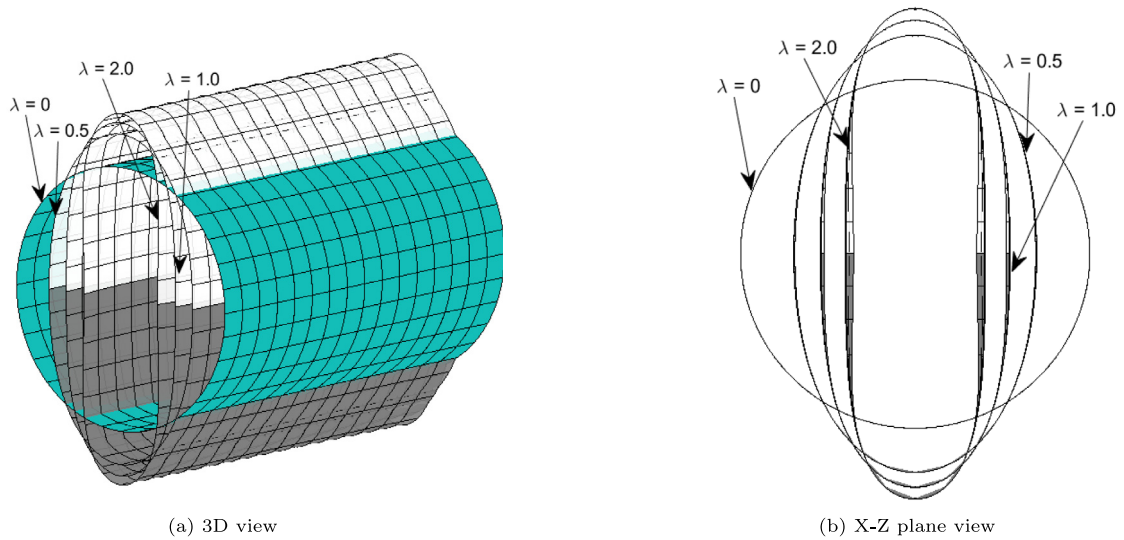 λ = 2.0
λ = 1.0
λ = 0
λ = 0.5
λ = 2.0
λ = 0
λ = 0.5
λ = 1.0
(a) 3D view
(b) X-Z plane view